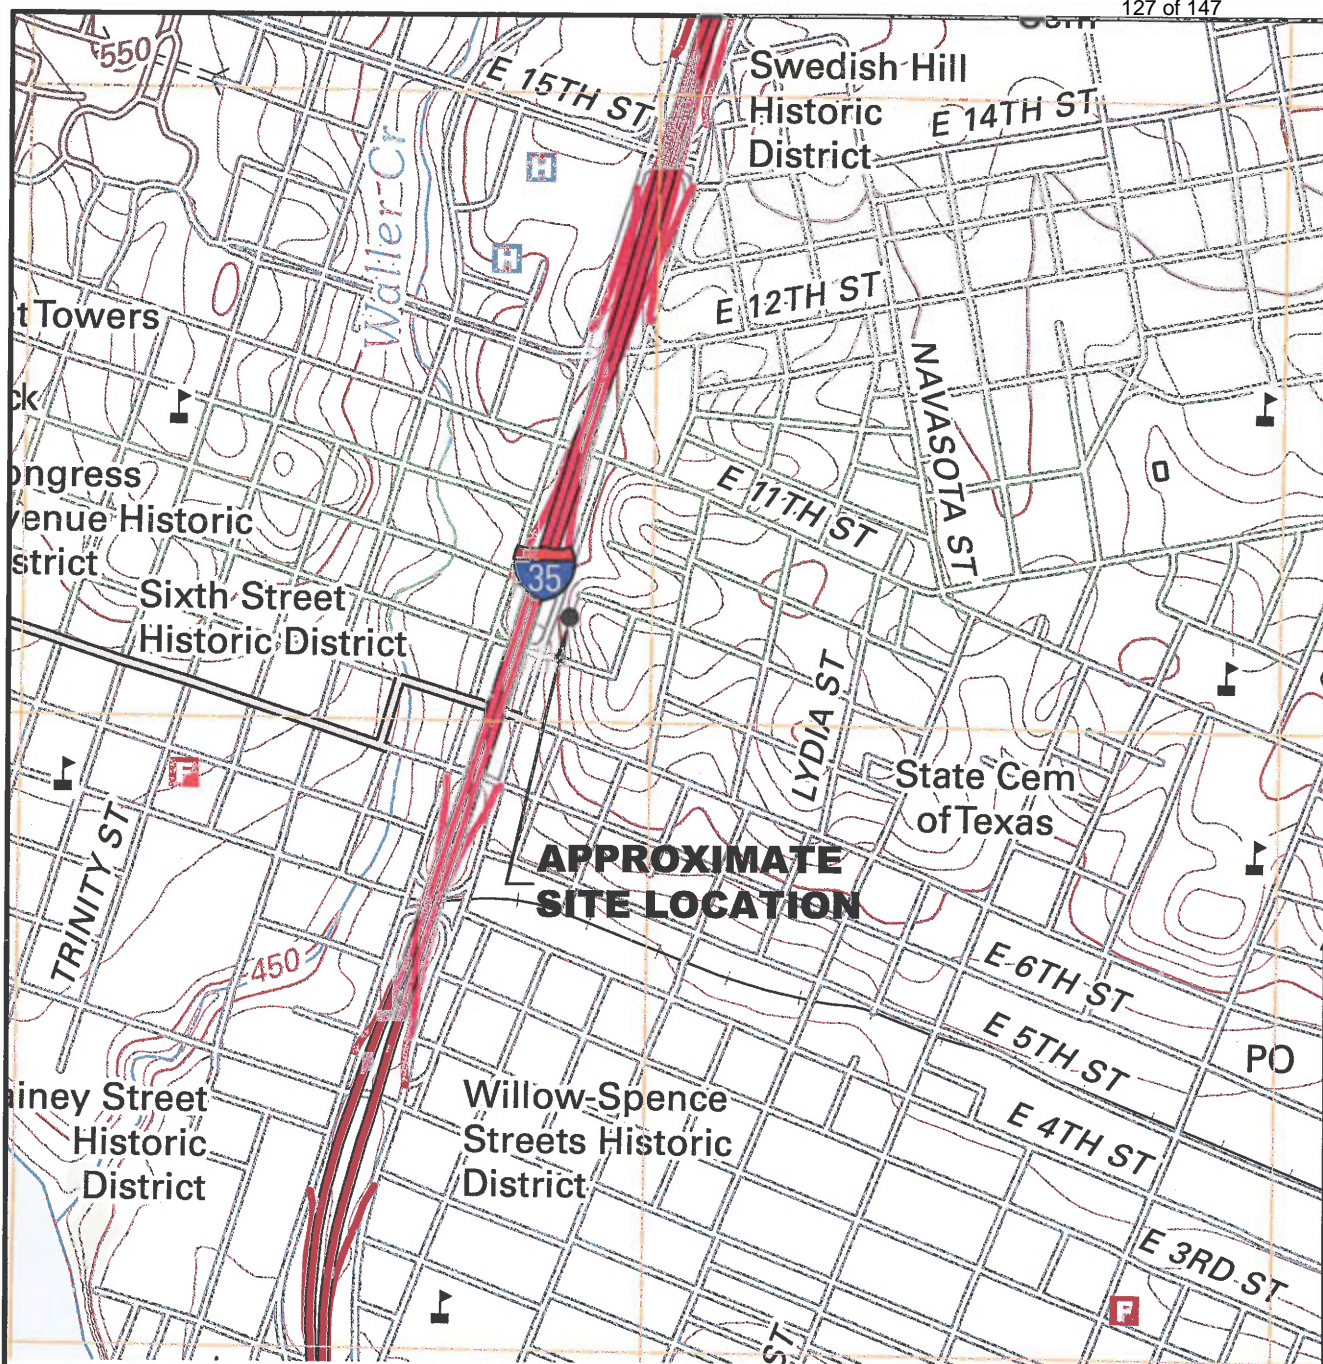 127 of 147
550
E 15TH ST
Swedish Hill
Historic
District
E 14TH ST
H
Waller Cr
H
E 12TH ST
t Towers
NAVASOTA ST
ck
ongress
venue Historic
strict
E 11TH ST
35
Sixth Street
Historic District
LYDIA ST
F
State Cem
of Texas
TRINITY ST
APPROXIMATE
SITE LOCATION
450
E 6TH ST
E 5TH ST
PO
ainey Street
Historic
District
Willow-Spence
Streets Historic
District
E 4TH ST
E 3RD ST
F
ST